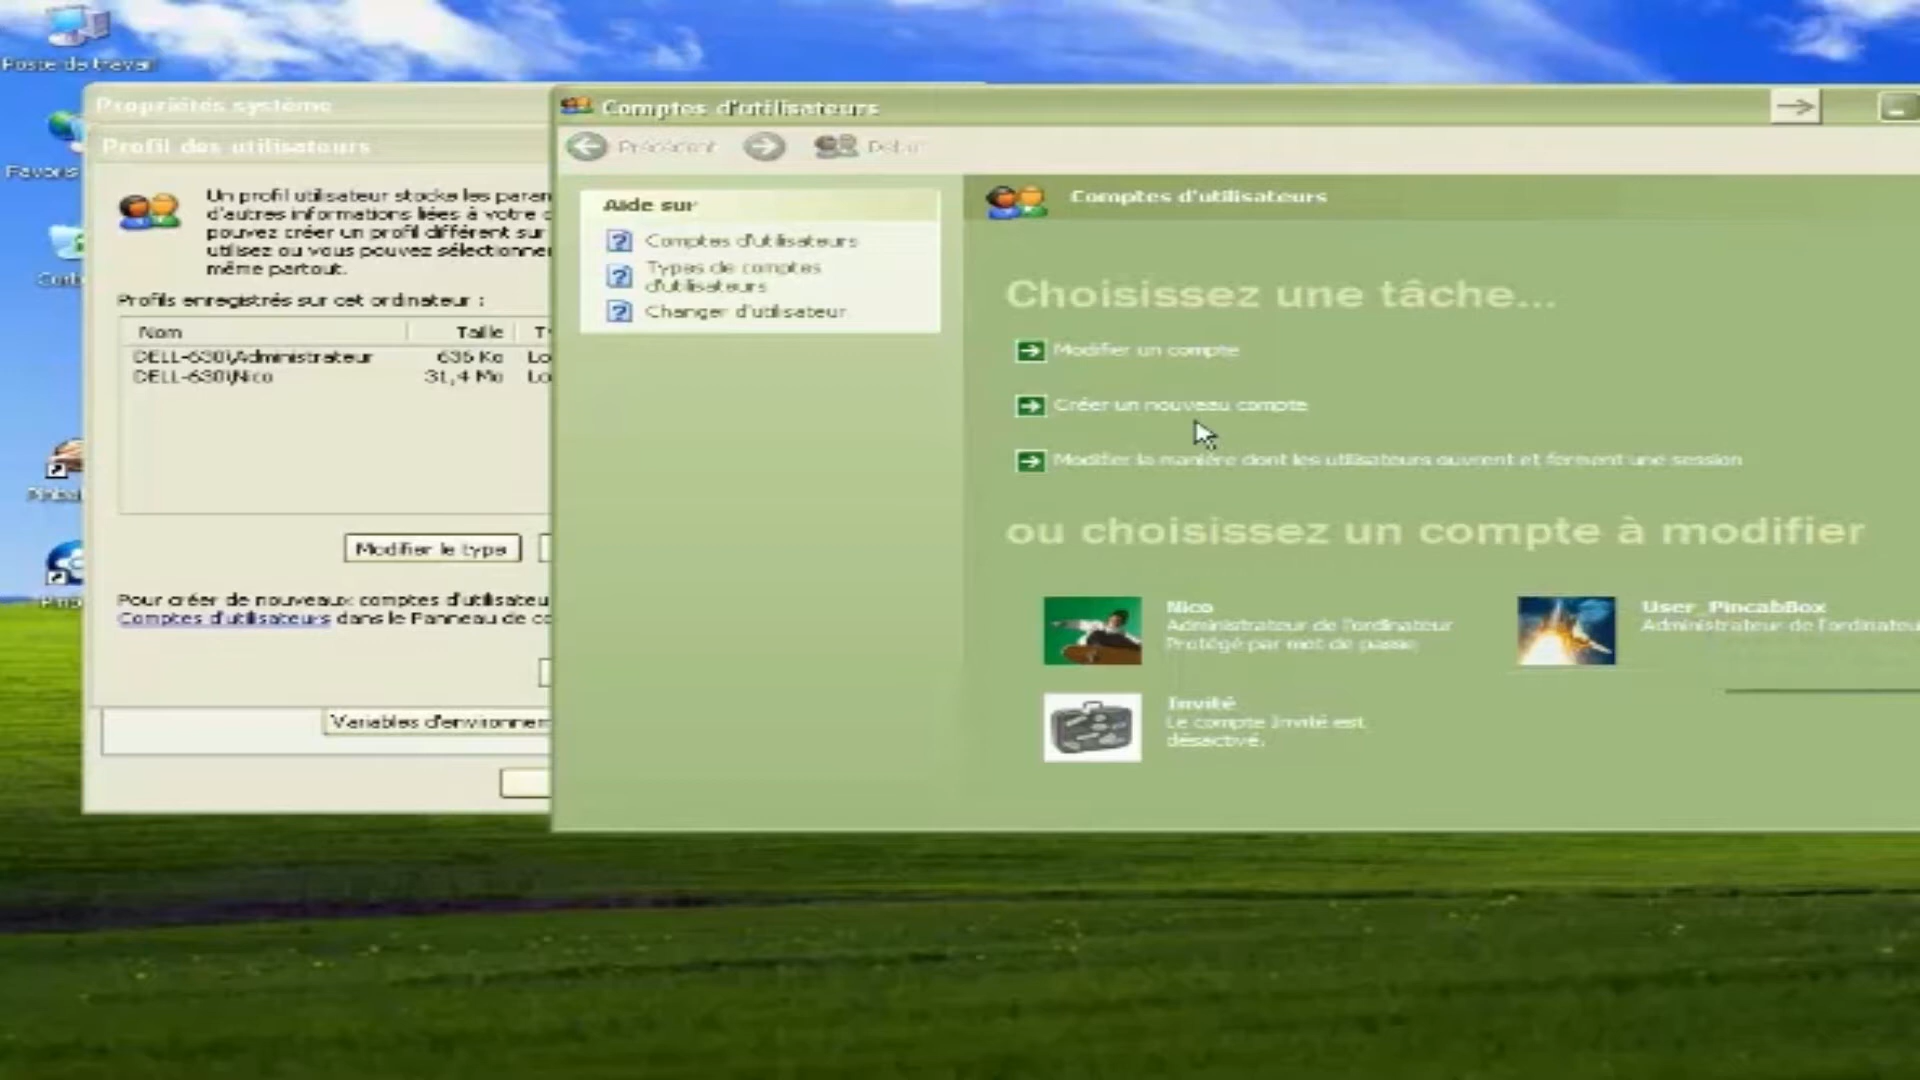 Poste de travail
Favoris
Propriétés système
Profil des utilisateurs
Un profil utilisateur stocke les param
d'autres informations liées à votre c
pouvez créer un profil différent sur
utilisez ou vous pouvez sélectionner
même partout.
Profils enregistrés sur cet ordinateur :
Nom Taille Ty
DELL-630\Administrateur 636 Ko Lo
DELL-630\Nico 31,4 Mo Lo
Modifier le type
Pour créer de nouveaux comptes d'utilisateu
Comptes d'utilisateurs dans le Panneau de co
Variables d'environnem
Comptes d'utilisateurs
Précédent Début
Aide sur
Comptes d'utilisateurs
Types de comptes
d'utilisateurs
Changer d'utilisateur
Comptes d'utilisateurs
Choisissez une tâche...
Modifier un compte
Créer un nouveau compte
Modifier la manière dont les utilisateurs ouvrent et ferment une session
ou choisissez un compte à modifier
Nico
Administrateur de l'ordinateur
Protégé par mot de passe
User_PincabBox
Administrateur de l'ordinateu
Invité
Le compte Invité est
désactivé.